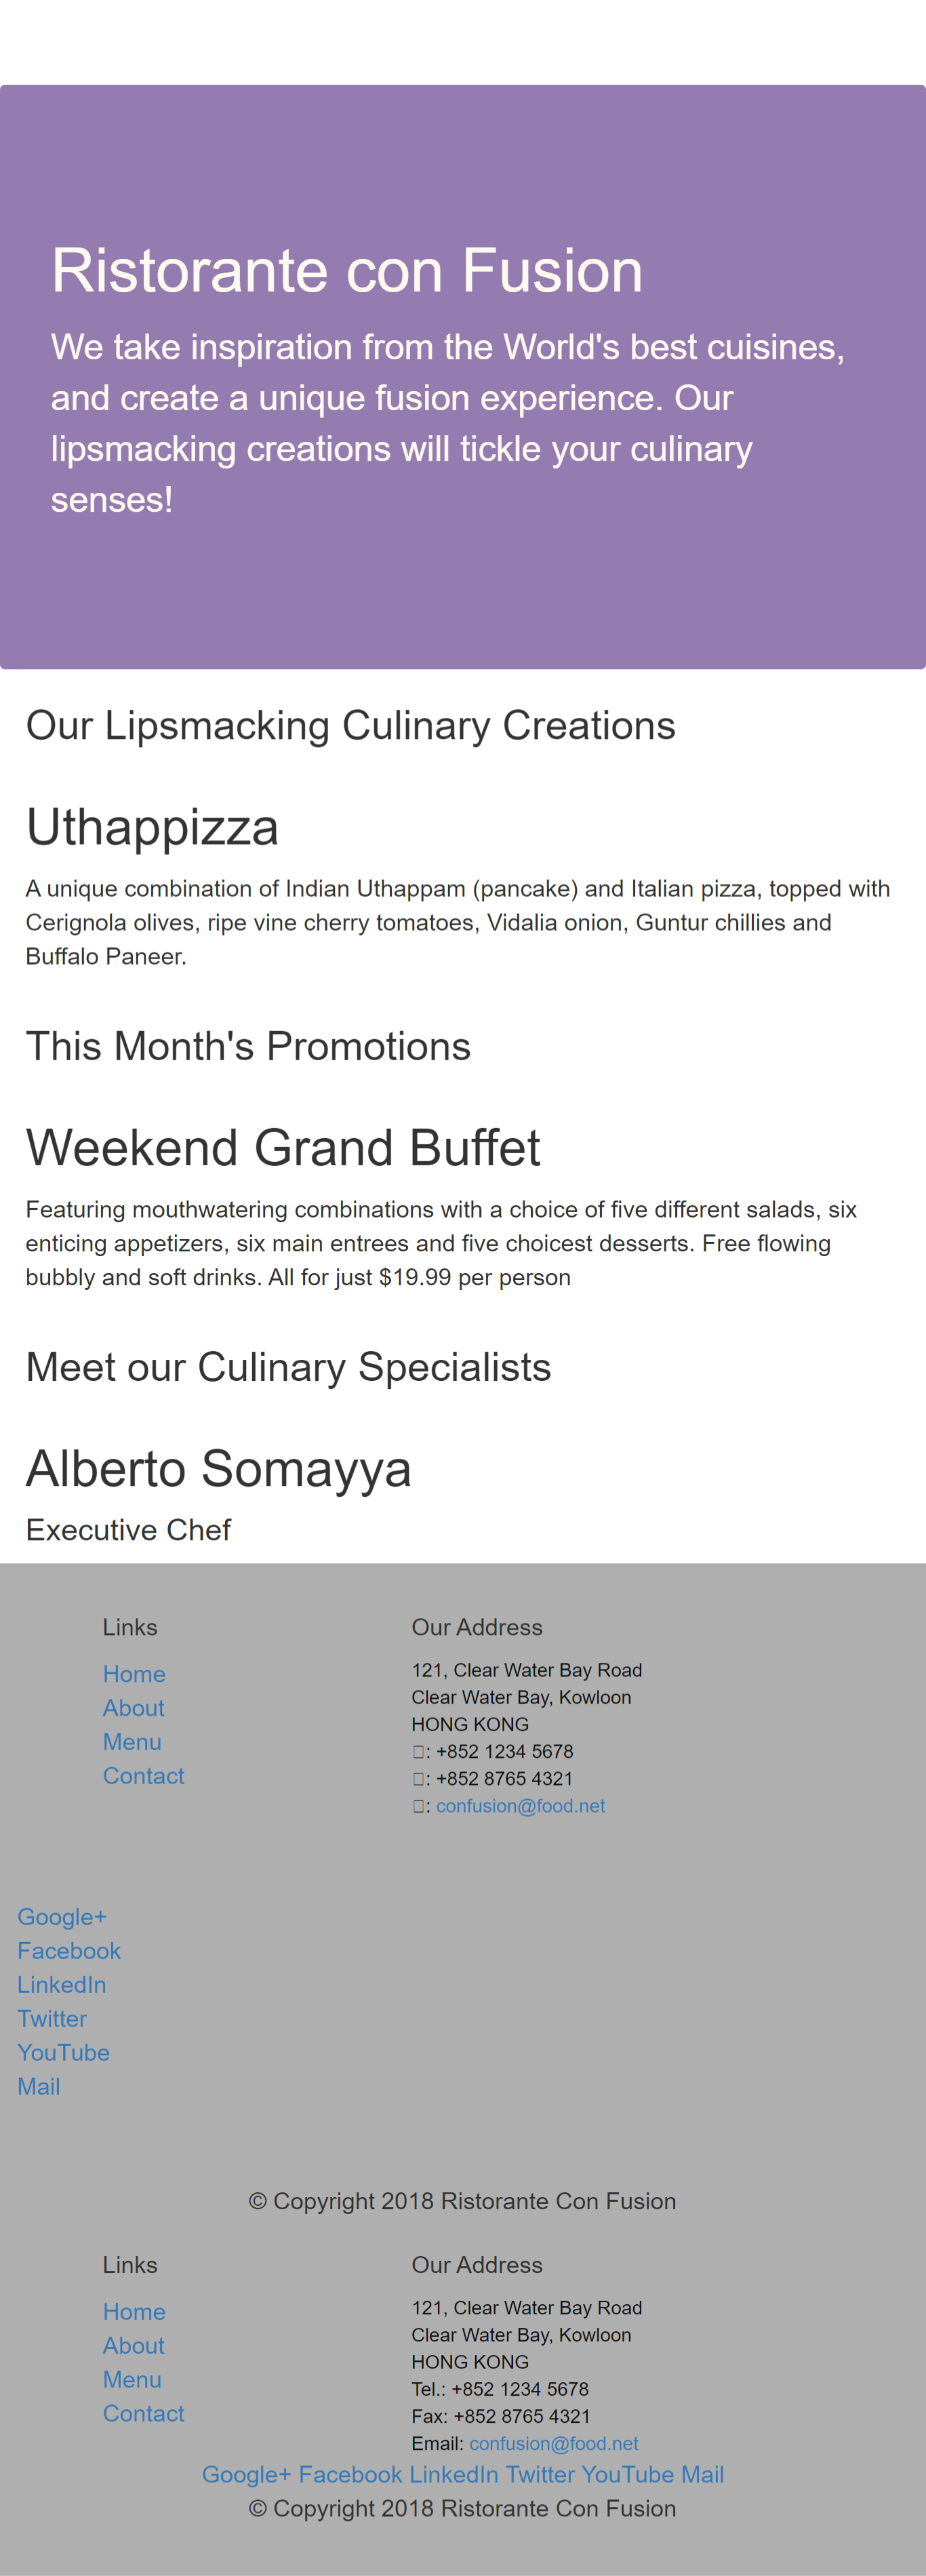 Ristorante con Fusion
We take inspiration from the World's best cuisines,
and create a unique fusion experience. Our
lipsmacking creations will tickle your culinary
senses!
Our Lipsmacking Culinary Creations
Uthappizza
A unique combination of Indian Uthappam (pancake) and Italian pizza, topped with
Cerignola olives, ripe vine cherry tomatoes, Vidalia onion, Guntur chillies and
Buffalo Paneer.
This Month's Promotions
Weekend Grand Buffet
Featuring mouthwatering combinations with a choice of five different salads, six
enticing appetizers, six main entrees and five choicest desserts. Free flowing
bubbly and soft drinks. All for just $19.99 per person
Meet our Culinary Specialists
Alberto Somayya
Executive Chef
Links
Home
About
Menu
Contact
Our Address
121, Clear Water Bay Road
Clear Water Bay, Kowloon
HONG KONG
: +852 1234 5678
: +852 8765 4321
: confusion@food.net
Google+
Facebook
LinkedIn
Twitter
YouTube
Mail
© Copyright 2018 Ristorante Con Fusion
Links
Home
About
Menu
Contact
Our Address
121, Clear Water Bay Road
Clear Water Bay, Kowloon
HONG KONG
Tel.: +852 1234 5678
Fax: +852 8765 4321
Email: confusion@food.net
Google+ Facebook LinkedIn Twitter YouTube Mail
© Copyright 2018 Ristorante Con Fusion